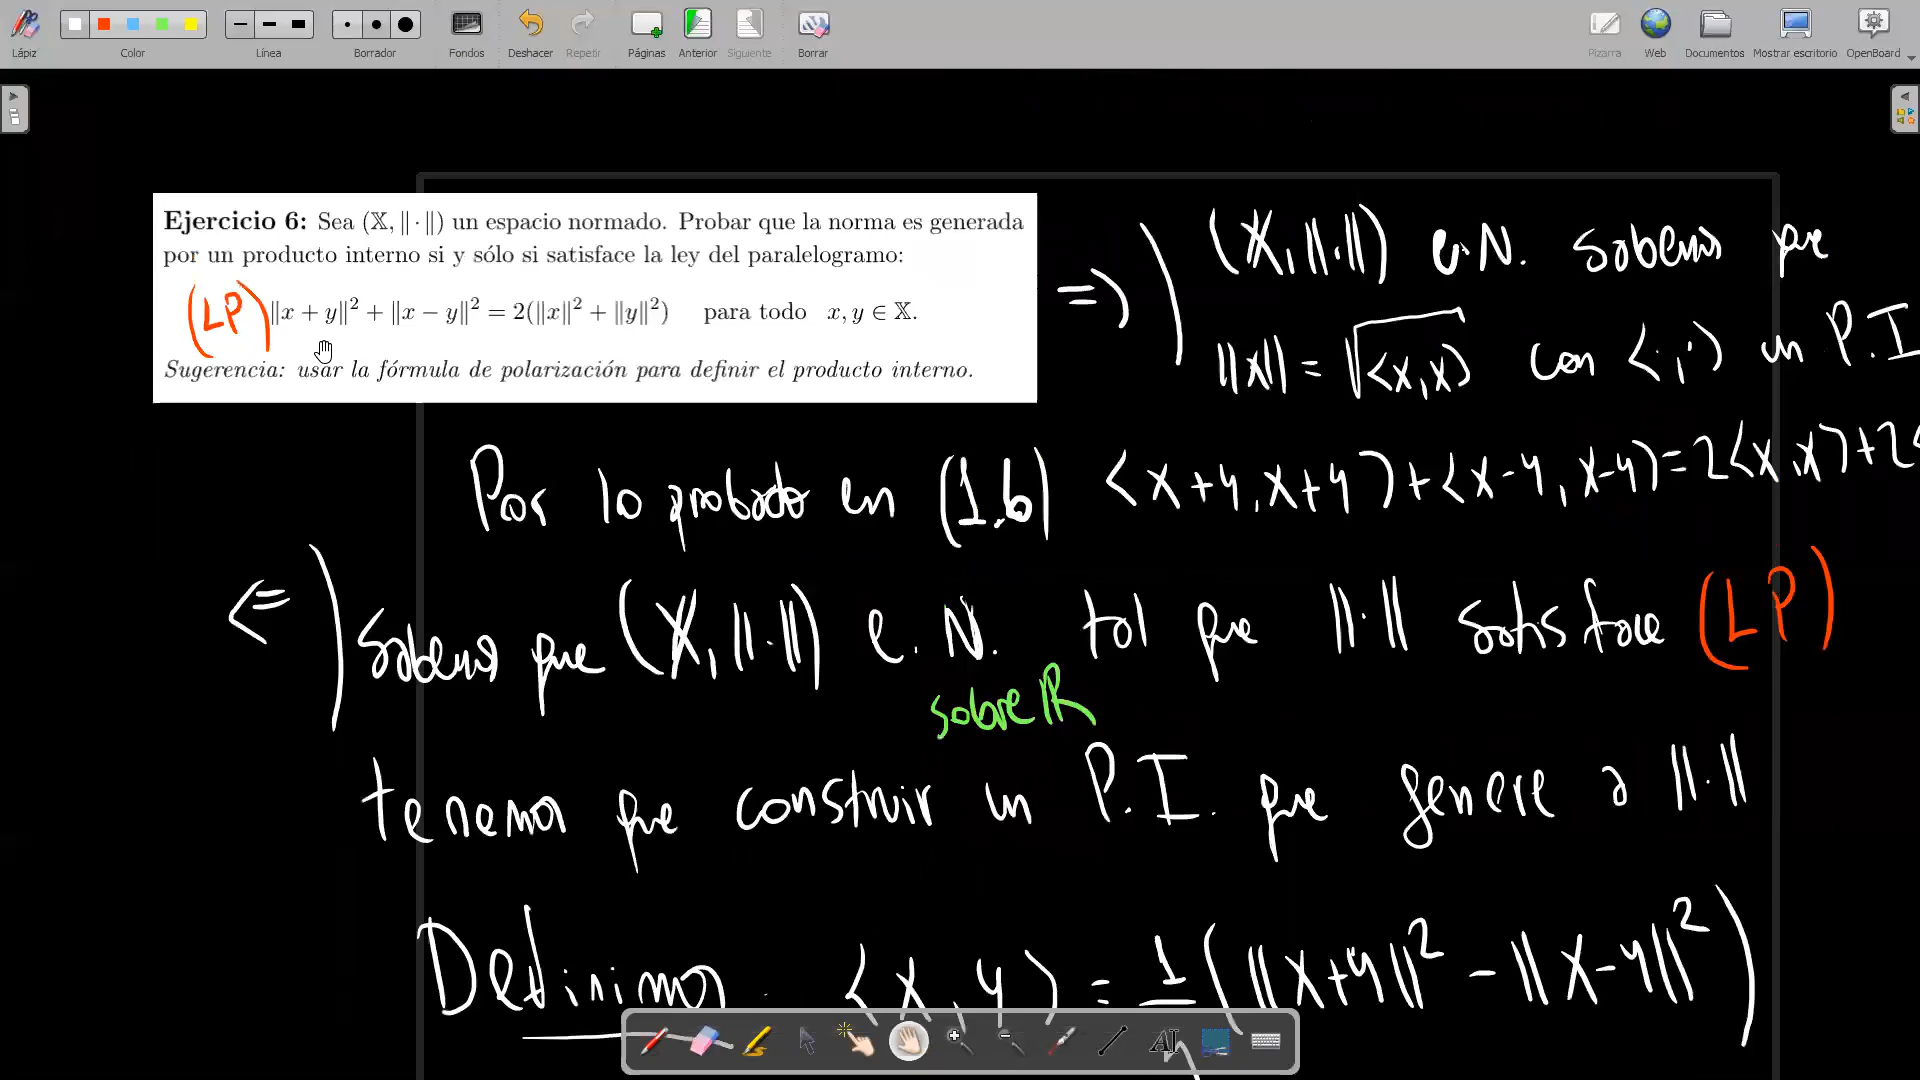 Lápiz Color Línea Borrador Fondos Deshacer Repetir Páginas Anterior Siguiente Borrar Pizarra Web Documentos Mostrar escritorio OpenBoard
Ejercicio 6: Sea (𝕏, ‖·‖) un espacio normado. Probar que la norma es generada
por un producto interno si y sólo si satisface la ley del paralelogramo:
(LP) ‖x + y‖² + ‖x − y‖² = 2(‖x‖² + ‖y‖²) para todo x, y ∈ 𝕏.
Sugerencia: usar la fórmula de polarización para definir el producto interno.
⇒) (X, ‖·‖) e.N. sabemos que
‖x‖ = √<x,x> con <·,·> un P.I
Por lo probado en (1.b) <x+y, x+y> + <x-y, x-y> = 2<x,x> + 2<
⇐) Sabemos que (X, ‖·‖) e.N. tal que ‖·‖ satisface (LP)
sobre ℝ
tenemos que construir un P.I. que genere a ‖·‖
Definimos <x,y> = 1 (‖x+y‖² - ‖x-y‖²)
AI